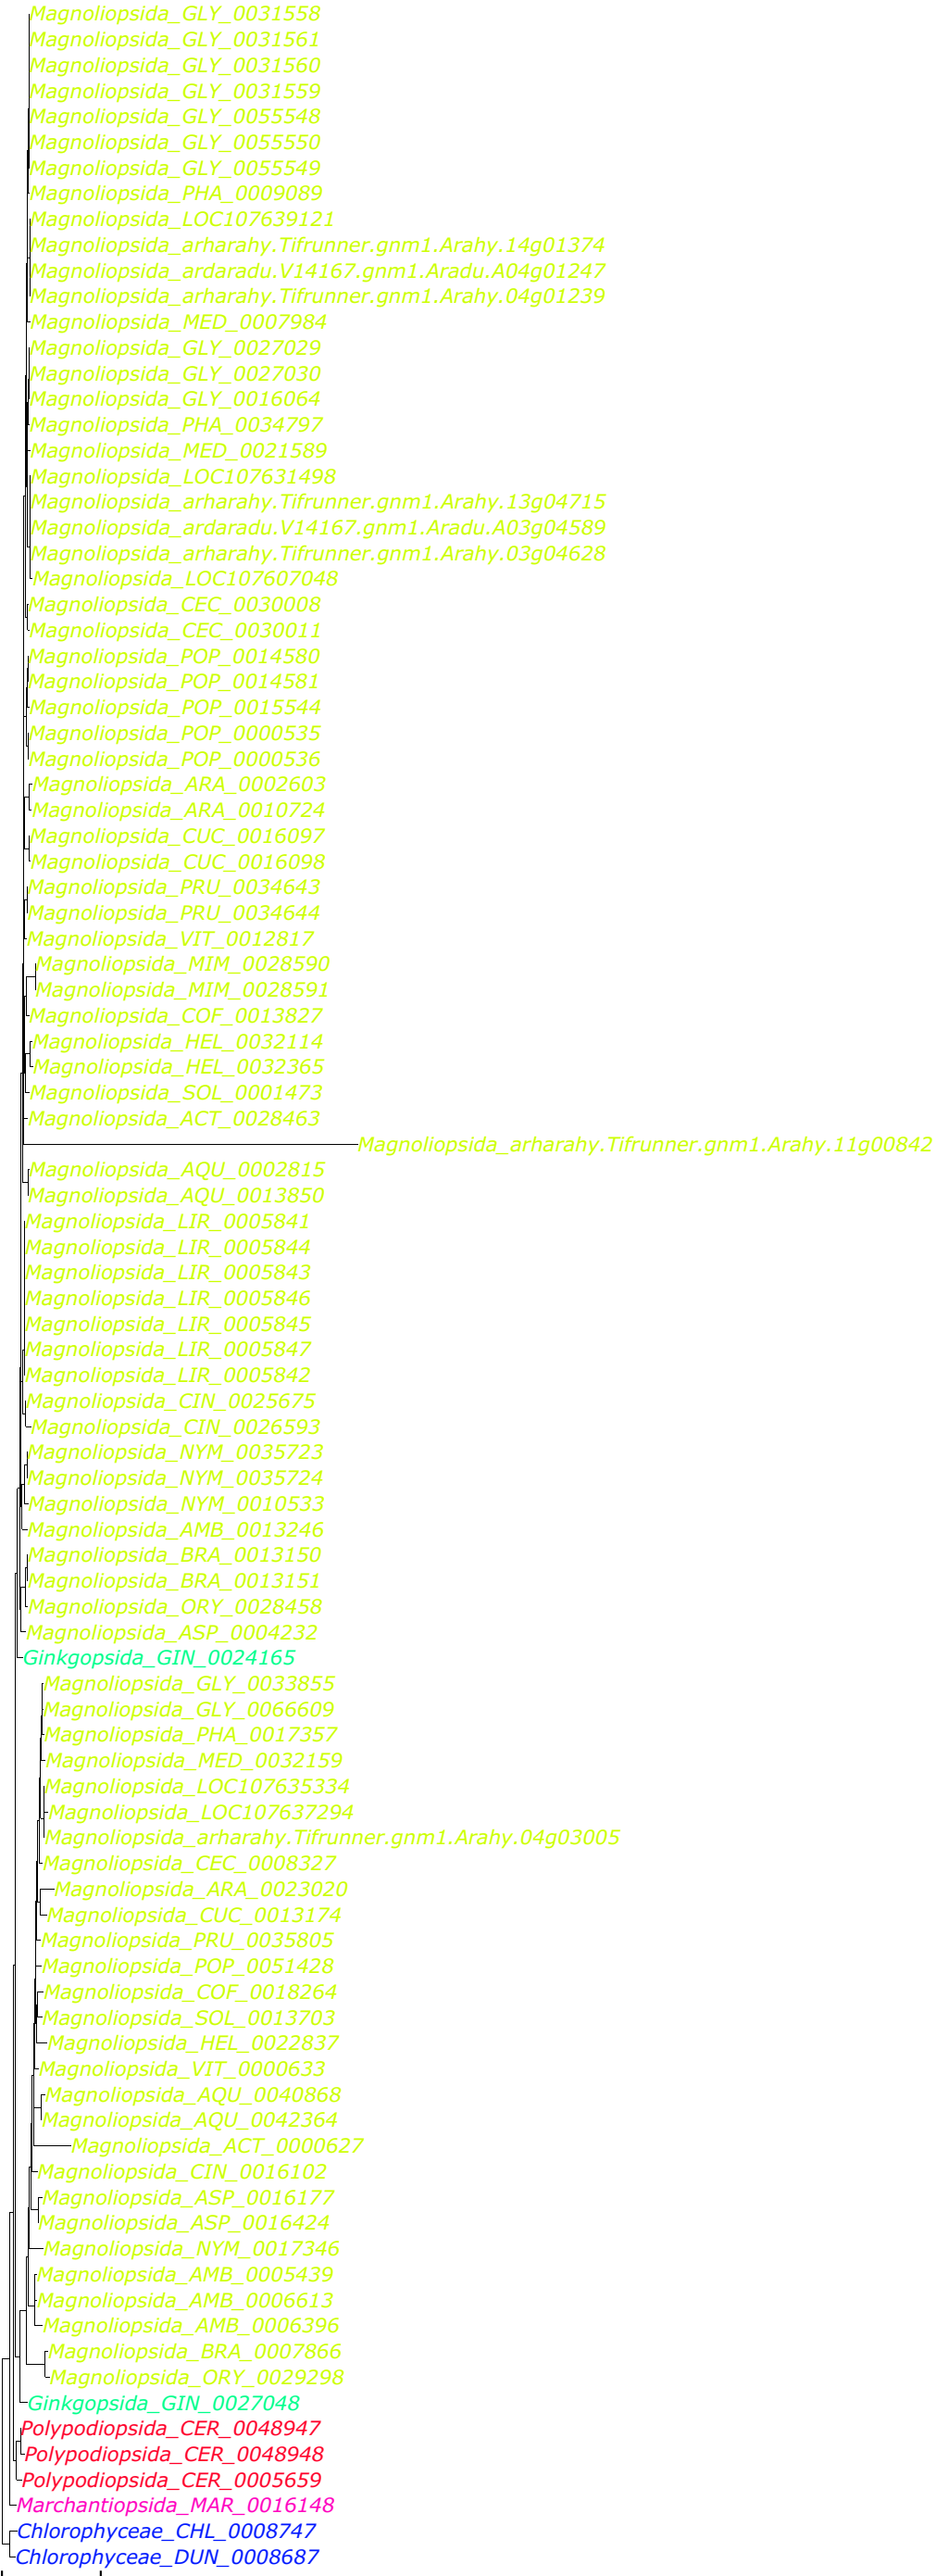 Magnoliopsida_GLY_0031558
Magnoliopsida_GLY_0031561
Magnoliopsida_GLY_0031560
Magnoliopsida_GLY_0031559
Magnoliopsida_GLY_0055548
Magnoliopsida_GLY_0055550
Magnoliopsida_GLY_0055549
Magnoliopsida_PHA_0009089
Magnoliopsida_LOC107639121
Magnoliopsida_arharahy.Tifrunner.gnm1.Arahy.14g01374
Magnoliopsida_ardaradu.V14167.gnm1.Aradu.A04g01247
Magnoliopsida_arharahy.Tifrunner.gnm1.Arahy.04g01239
Magnoliopsida_MED_0007984
Magnoliopsida_GLY_0027029
Magnoliopsida_GLY_0027030
Magnoliopsida_GLY_0016064
Magnoliopsida_PHA_0034797
Magnoliopsida_MED_0021589
Magnoliopsida_LOC107631498
Magnoliopsida_arharahy.Tifrunner.gnm1.Arahy.13g04715
Magnoliopsida_ardaradu.V14167.gnm1.Aradu.A03g04589
Magnoliopsida_arharahy.Tifrunner.gnm1.Arahy.03g04628
Magnoliopsida_LOC107607048
Magnoliopsida_CEC_0030008
Magnoliopsida_CEC_0030011
Magnoliopsida_POP_0014580
Magnoliopsida_POP_0014581
Magnoliopsida_POP_0015544
Magnoliopsida_POP_0000535
Magnoliopsida_POP_0000536
Magnoliopsida_ARA_0002603
Magnoliopsida_ARA_0010724
Magnoliopsida_CUC_0016097
Magnoliopsida_CUC_0016098
Magnoliopsida_PRU_0034643
Magnoliopsida_PRU_0034644
Magnoliopsida_VIT_0012817
Magnoliopsida_MIM_0028590
Magnoliopsida_MIM_0028591
Magnoliopsida_COF_0013827
Magnoliopsida_HEL_0032114
Magnoliopsida_HEL_0032365
Magnoliopsida_SOL_0001473
Magnoliopsida_ACT_0028463
Magnoliopsida_arharahy.Tifrunner.gnm1.Arahy.11g00842
Magnoliopsida_AQU_0002815
Magnoliopsida_AQU_0013850
Magnoliopsida_LIR_0005841
Magnoliopsida_LIR_0005844
Magnoliopsida_LIR_0005843
Magnoliopsida_LIR_0005846
Magnoliopsida_LIR_0005845
Magnoliopsida_LIR_0005847
Magnoliopsida_LIR_0005842
Magnoliopsida_CIN_0025675
Magnoliopsida_CIN_0026593
Magnoliopsida_NYM_0035723
Magnoliopsida_NYM_0035724
Magnoliopsida_NYM_0010533
Magnoliopsida_AMB_0013246
Magnoliopsida_BRA_0013150
Magnoliopsida_BRA_0013151
Magnoliopsida_ORY_0028458
Magnoliopsida_ASP_0004232
Ginkgopsida_GIN_0024165
Magnoliopsida_GLY_0033855
Magnoliopsida_GLY_0066609
Magnoliopsida_PHA_0017357
Magnoliopsida_MED_0032159
Magnoliopsida_LOC107635334
Magnoliopsida_LOC107637294
Magnoliopsida_arharahy.Tifrunner.gnm1.Arahy.04g03005
Magnoliopsida_CEC_0008327
Magnoliopsida_ARA_0023020
Magnoliopsida_CUC_0013174
Magnoliopsida_PRU_0035805
Magnoliopsida_POP_0051428
Magnoliopsida_COF_0018264
Magnoliopsida_SOL_0013703
Magnoliopsida_HEL_0022837
Magnoliopsida_VIT_0000633
Magnoliopsida_AQU_0040868
Magnoliopsida_AQU_0042364
Magnoliopsida_ACT_0000627
Magnoliopsida_CIN_0016102
Magnoliopsida_ASP_0016177
Magnoliopsida_ASP_0016424
Magnoliopsida_NYM_0017346
Magnoliopsida_AMB_0005439
Magnoliopsida_AMB_0006613
Magnoliopsida_AMB_0006396
Magnoliopsida_BRA_0007866
Magnoliopsida_ORY_0029298
Ginkgopsida_GIN_0027048
Polypodiopsida_CER_0048947
Polypodiopsida_CER_0048948
Polypodiopsida_CER_0005659
Marchantiopsida_MAR_0016148
Chlorophyceae_CHL_0008747
Chlorophyceae_DUN_0008687